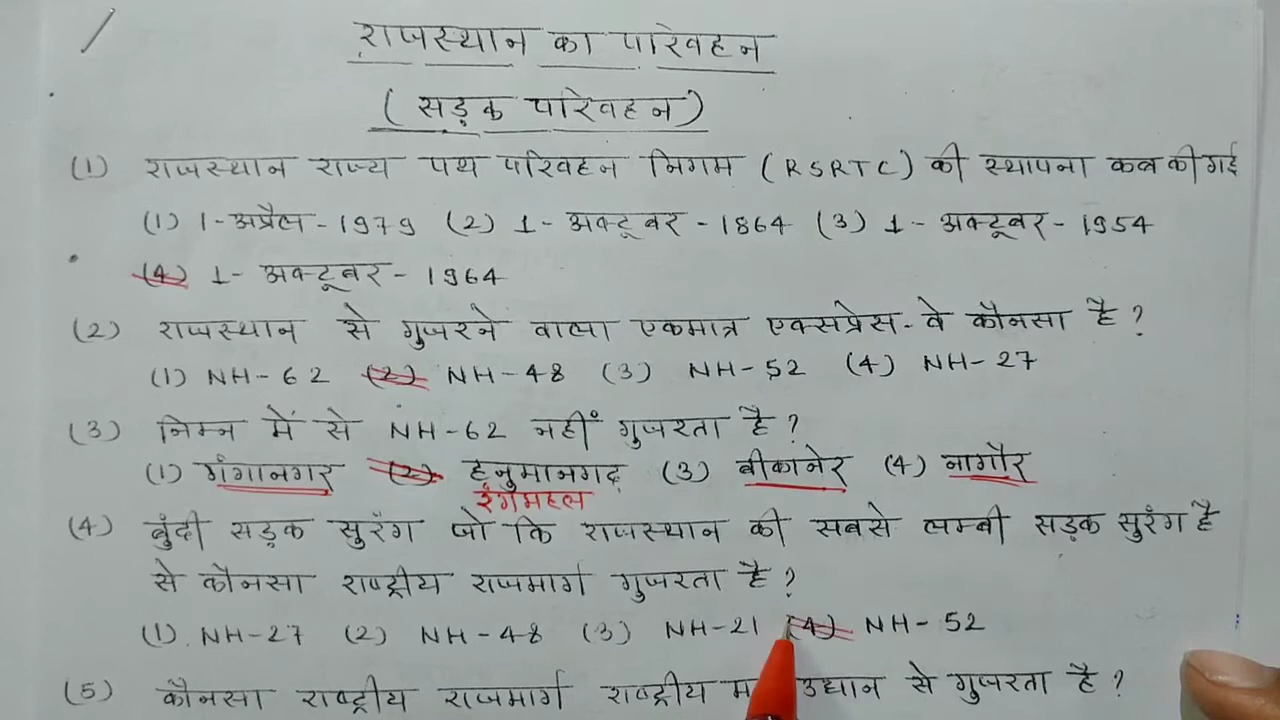 राजस्थान का परिवहन
(सड़क परिवहन)
(1) राजस्थान राज्य पथ परिवहन निगम (RSRTC) की स्थापना कब की गई
(1) 1-अप्रैल-1979 (2) 1-अक्टूबर-1864 (3) 1-अक्टूबर-1954
(4) 1-अक्टूबर-1964
(2) राजस्थान से गुजरने वाला एकमात्र एक्सप्रेस-वे कौनसा है?
(1) NH-62 (2) NH-48 (3) NH-52 (4) NH-27
(3) निम्न में से NH-62 नहीं गुजरता है?
(1) गंगानगर (2) हनुमानगढ़ (3) बीकानेर (4) नागौर
रंगमहल
(4) बुंदी सड़क सुरंग जो कि राजस्थान की सबसे लम्बी सड़क सुरंग है
से कौनसा राष्ट्रीय राजमार्ग गुजरता है?
(1). NH-27 (2) NH-48 (3) NH-21 (4) NH-52
(5) कौनसा राष्ट्रीय राजमार्ग राष्ट्रीय उद्यान से गुजरता है?